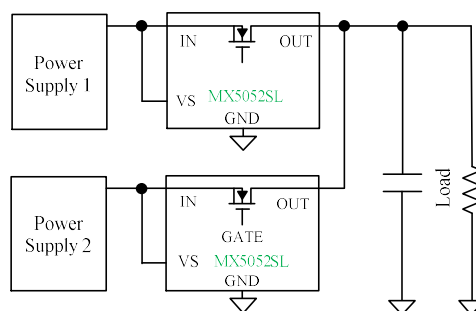 Power
Supply 1
IN
OUT
VS
MX5052SL
GND
Power
Supply 2
IN
OUT
GATE
VS
MX5052SL
GND
Load